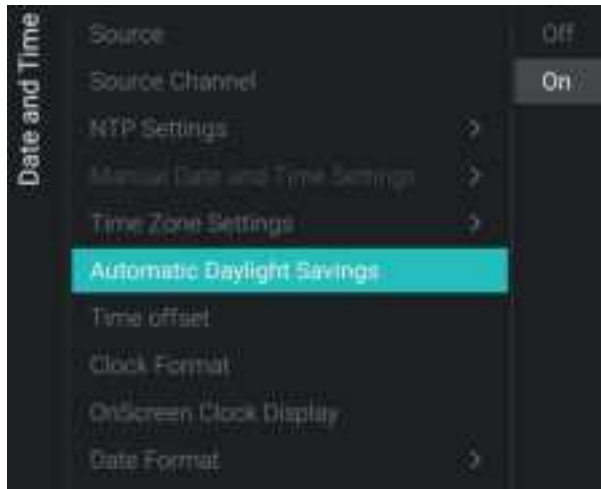 Date and Time
Source
Source Channel
NTP Settings
Manual Date and Time Settings
Time Zone Settings
Automatic Daylight Savings
Time offset
Clock Format
OnScreen Clock Display
Date Format
Off
On